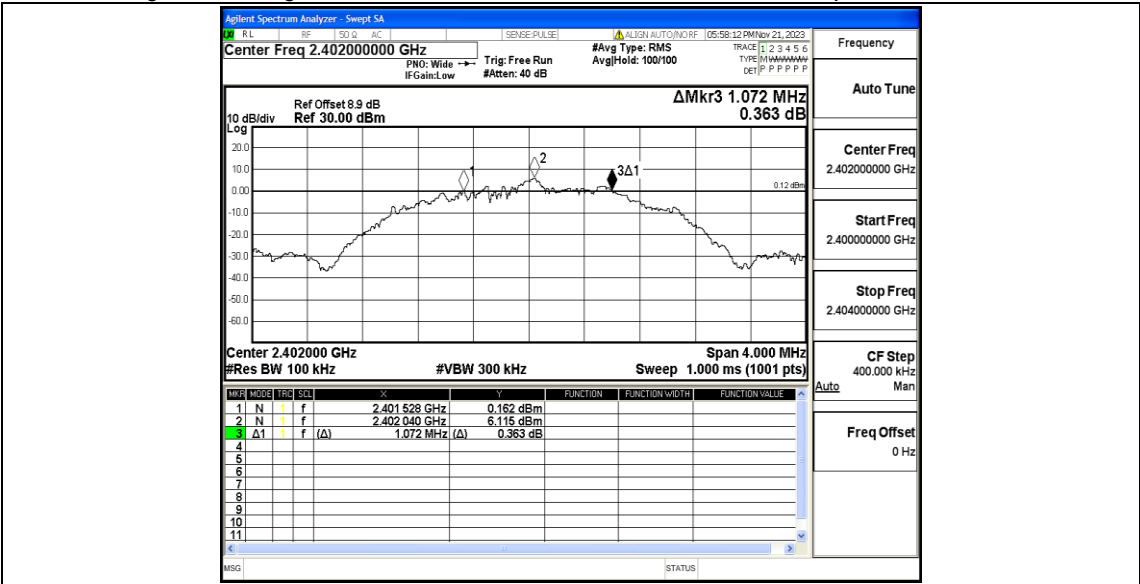 Agilent Spectrum Analyzer - Swept SA
RL RF 50 Ω AC SENSE:PULSE ALIGN AUTO/NO RF 05:58:12 PM Nov 21, 2023
Center Freq 2.402000000 GHz
PNO: Wide
IFGain:Low
Trig: Free Run
#Atten: 40 dB
#Avg Type: RMS
Avg|Hold: 100/100
TRACE 1 2 3 4 5 6
TYPE M
DET P P P P P P
ΔMkr3 1.072 MHz
0.363 dB
Ref Offset 8.9 dB
10 dB/div Ref 30.00 dBm
Log
20.0
10.0
0.00
-10.0
-20.0
-30.0
-40.0
-50.0
-60.0
1
2
3Δ1
0.12 dBm
Center 2.402000 GHz Span 4.000 MHz
#Res BW 100 kHz #VBW 300 kHz Sweep 1.000 ms (1001 pts)
MKR MODE TRC SCL X Y FUNCTION FUNCTION WIDTH FUNCTION VALUE
1 N 1 f 2.401 528 GHz 0.162 dBm
2 N 1 f 2.402 040 GHz 6.115 dBm
3 Δ1 1 f (Δ) 1.072 MHz (Δ) 0.363 dB
4
5
6
7
8
9
10
11
MSG STATUS
Frequency
Auto Tune
Center Freq
2.402000000 GHz
Start Freq
2.400000000 GHz
Stop Freq
2.404000000 GHz
CF Step
400.000 kHz
Auto Man
Freq Offset
0 Hz